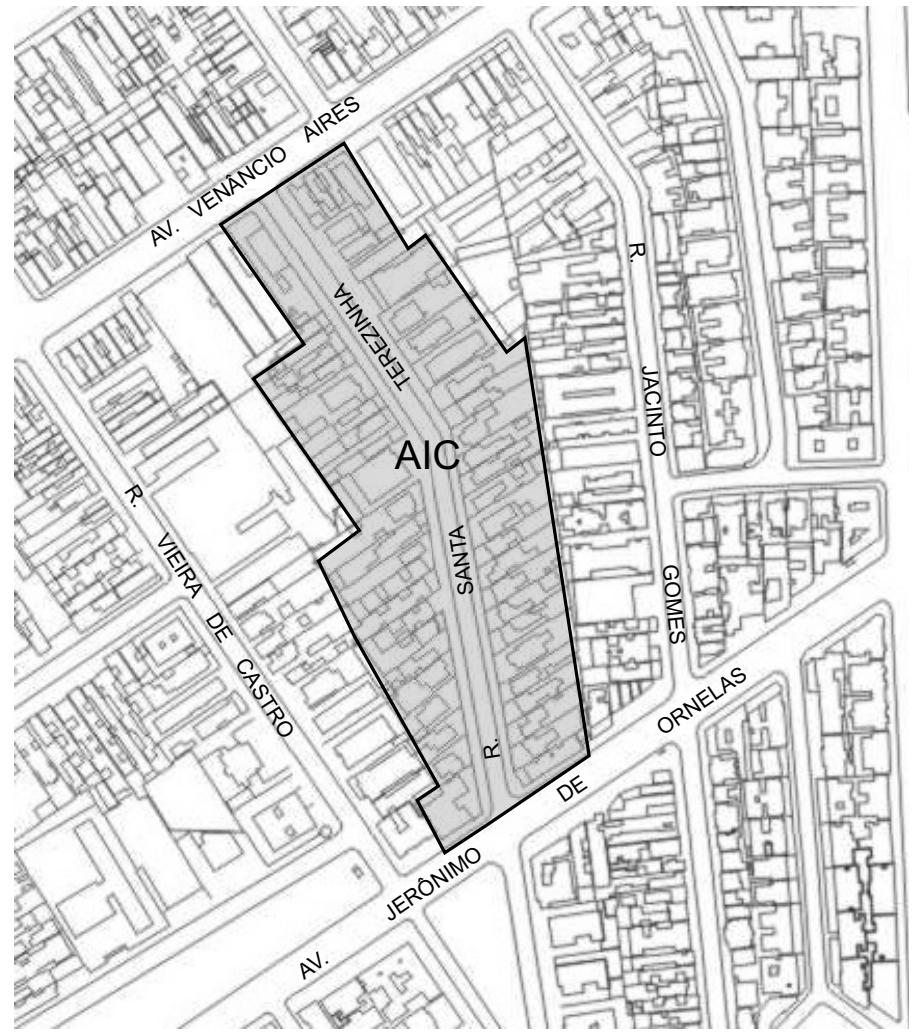 AV. VENÂNCIO AIRES
R. SANTA TEREZINHA
R. JACINTO GOMES
AIC
R. VIEIRA DE CASTRO
AV. JERÔNIMO DE ORNELAS